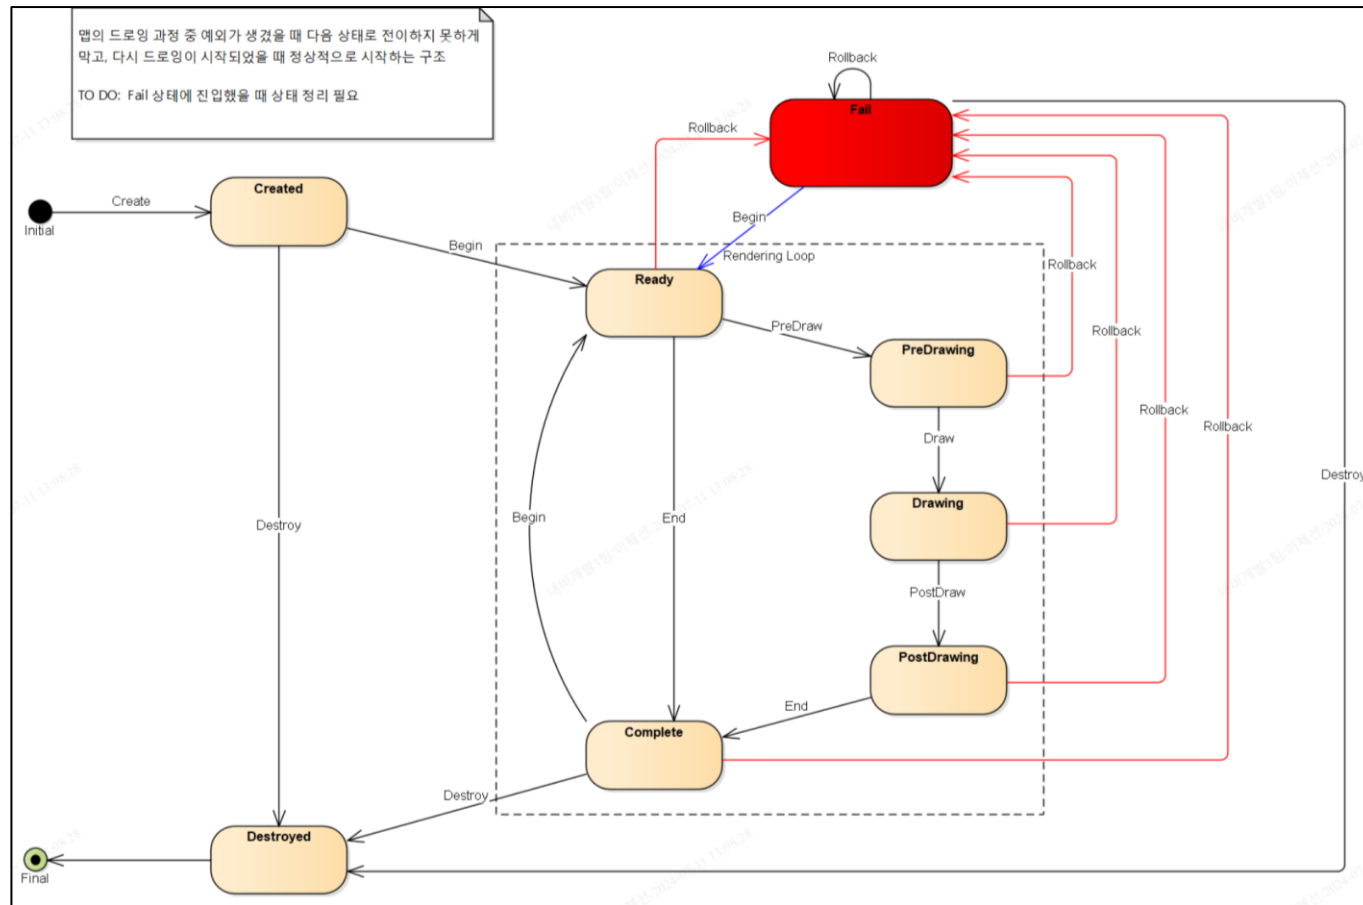 맵의 드로잉 과정 중 예외가 생겼을 때 다음 상태로 전이하지 못하게
막고, 다시 드로잉이 시작되었을 때 정상적으로 시작하는 구조
TO DO: Fail 상테에 진입했을 때 상태 정리 필요
Rollback
Fail
Rollback
Created
Create
Initial
Begin
Begin
Rendering Loop
Ready
Rollback
PreDraw
Rollback
PreDrawing
Rollback
Rollback
Draw
Destroy
Drawing
Begin
End
Destroy
PostDraw
PostDrawing
End
Complete
Destroy
Destroyed
Final